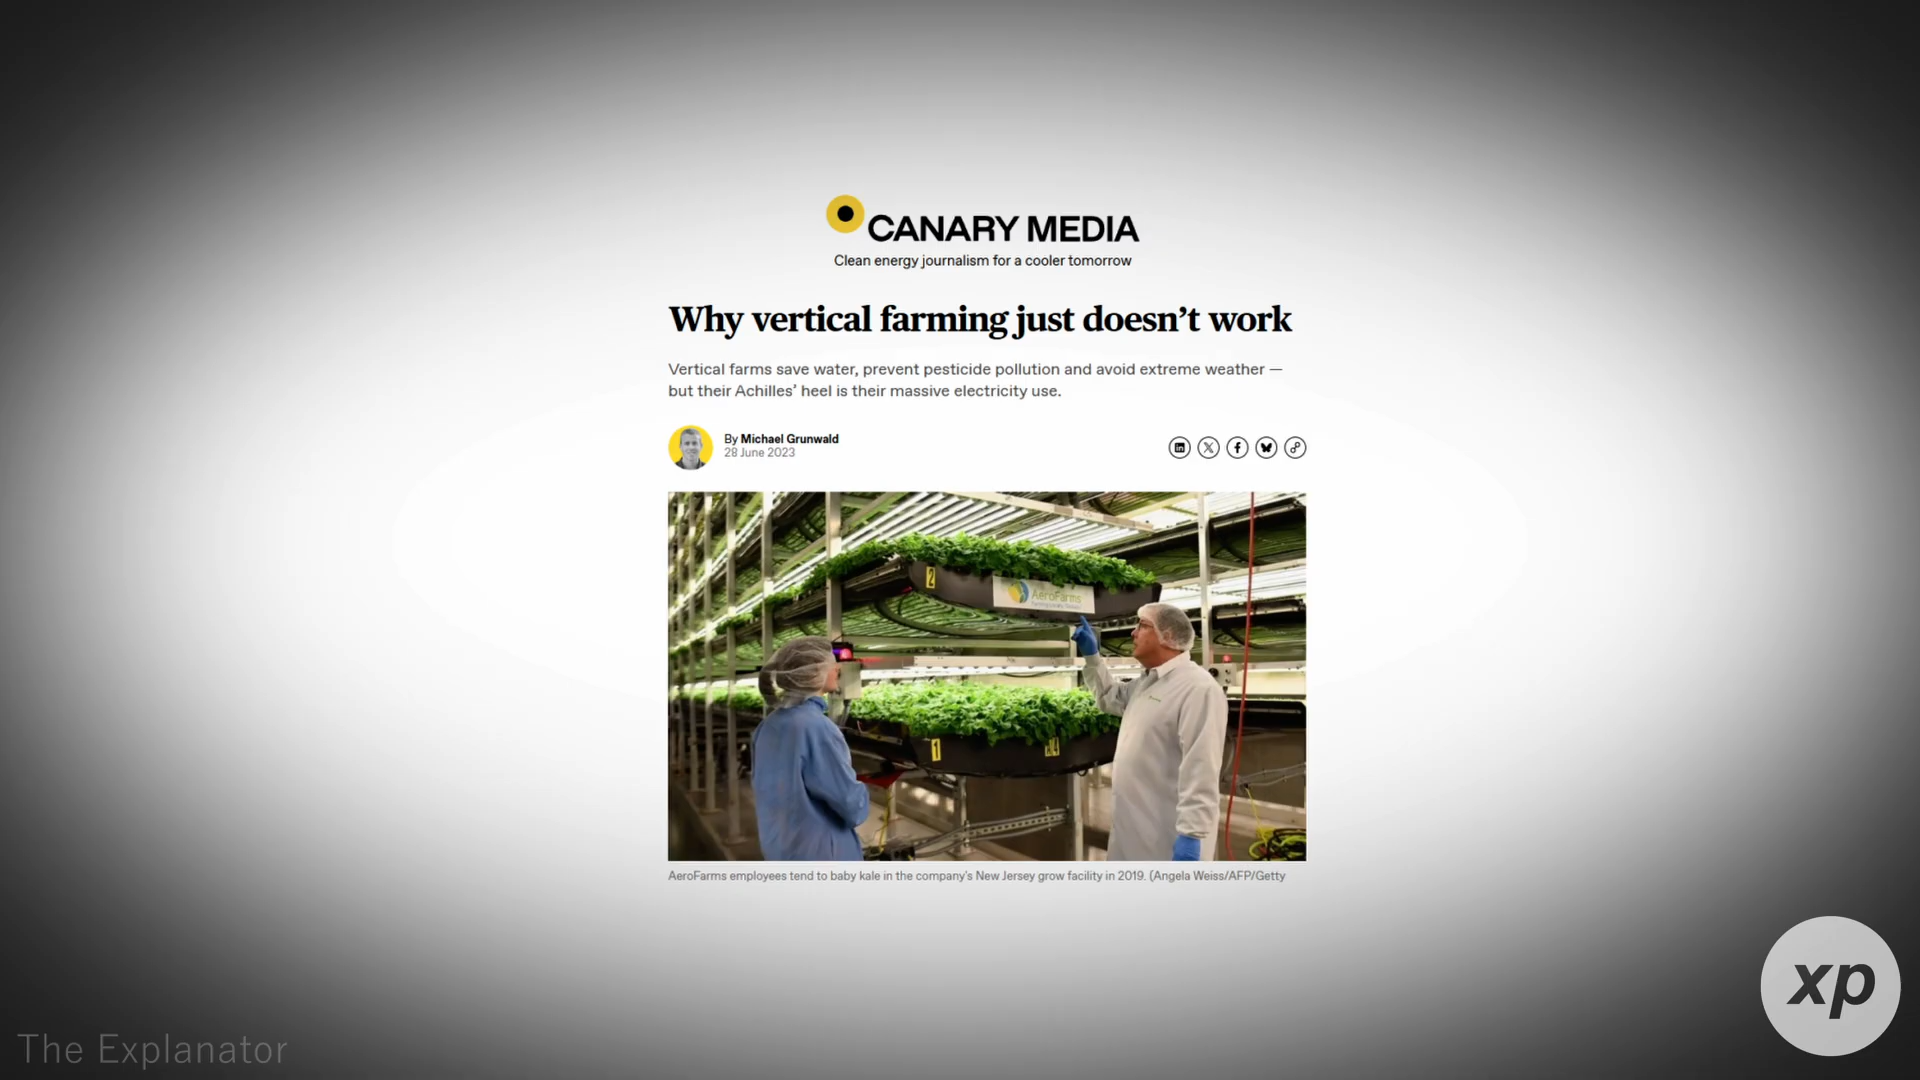 CANARY MEDIA
Clean energy journalism for a cooler tomorrow
Why vertical farming just doesn’t work
Vertical farms save water, prevent pesticide pollution and avoid extreme weather —
but their Achilles’ heel is their massive electricity use.
By Michael Grunwald
28 June 2023
2
AeroFarms
1
AeroFarms employees tend to baby kale in the company's New Jersey grow facility in 2019. (Angela Weiss/AFP/Getty
xp
The Explanator